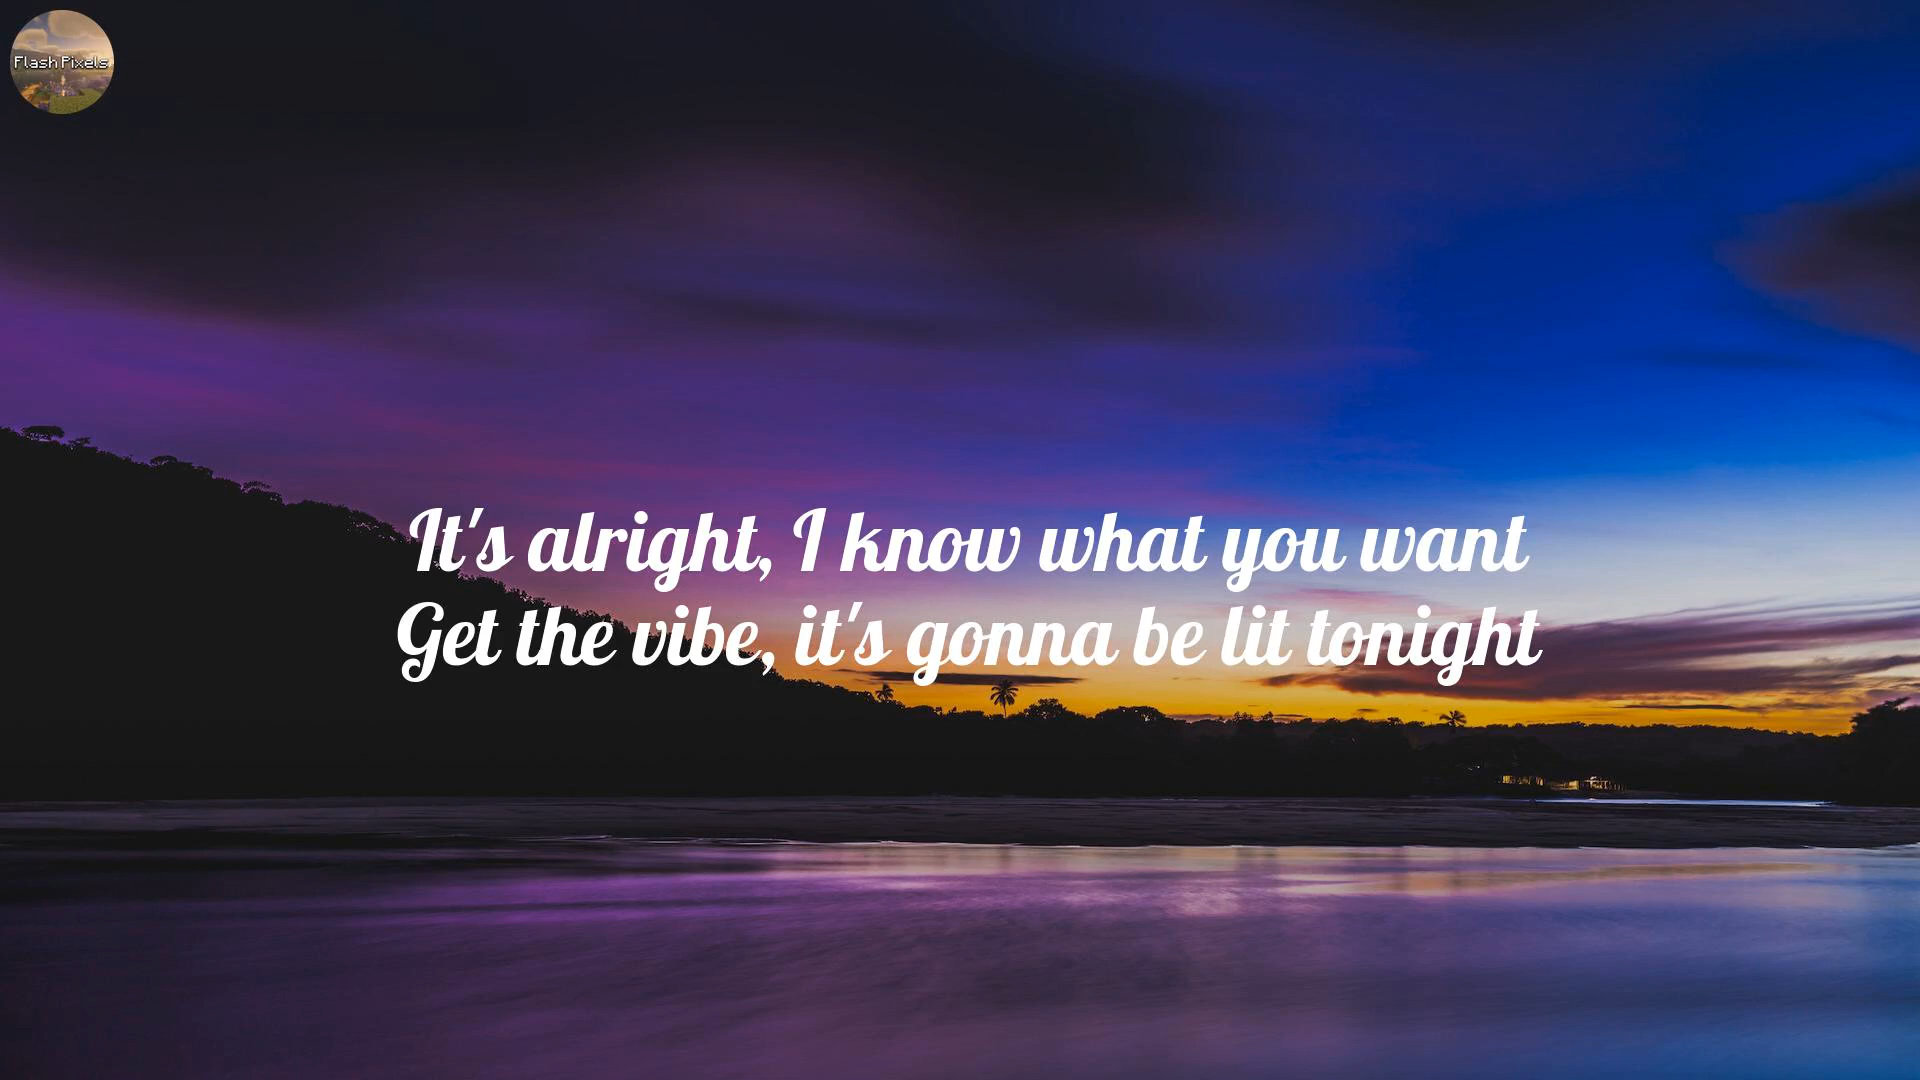 Flash Pixels
It's alright, I know what you want
Get the vibe, it's gonna be lit tonight